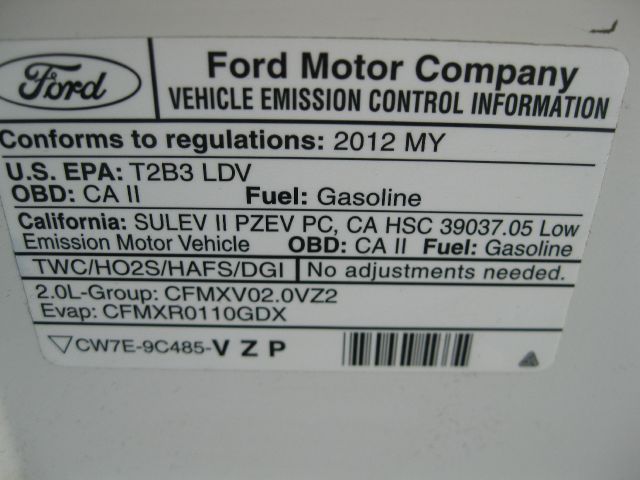 Ford
Ford Motor Company
VEHICLE EMISSION CONTROL INFORMATION
Conforms to regulations: 2012 MY
U.S. EPA: T2B3 LDV
OBD: CA II Fuel: Gasoline
California: SULEV II PZEV PC, CA HSC 39037.05 Low
Emission Motor Vehicle OBD: CA II Fuel: Gasoline
TWC/HO2S/HAFS/DGI No adjustments needed.
2.0L-Group: CFMXV02.0VZ2
Evap: CFMXR0110GDX
CW7E-9C485-V Z P